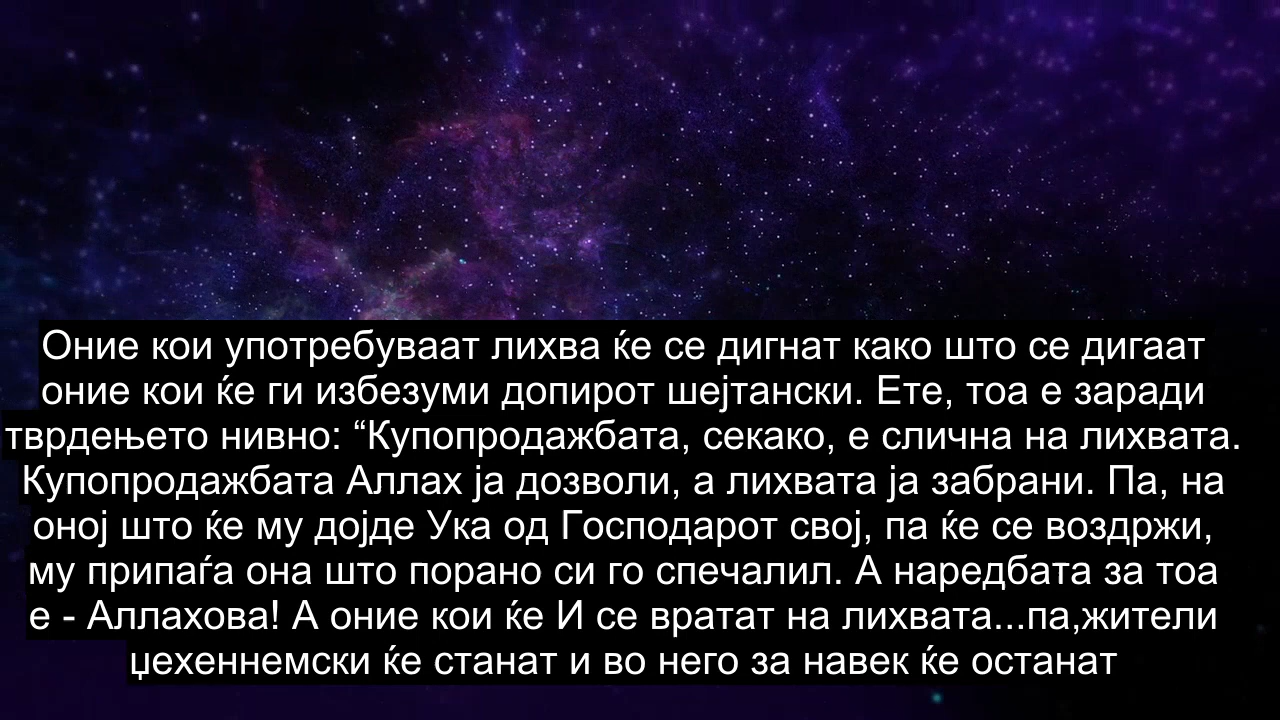 Оние кои употребуваат лихва ќе се дигнат како што се дигаат
оние кои ќе ги избезуми допирот шејтански. Ете, тоа е заради
тврдењето нивно: “Купопродажбата, секако, е слична на лихвата.
Купопродажбата Аллах ја дозволи, а лихвата ја забрани. Па, на
оној што ќе му дојде Ука од Господарот свој, па ќе се воздржи,
му припаѓа она што порано си го спечалил. А наредбата за тоа
е - Аллахова! А оние кои ќе И се вратат на лихвата...па,жители
џехеннемски ќе станат и во него за навек ќе останат